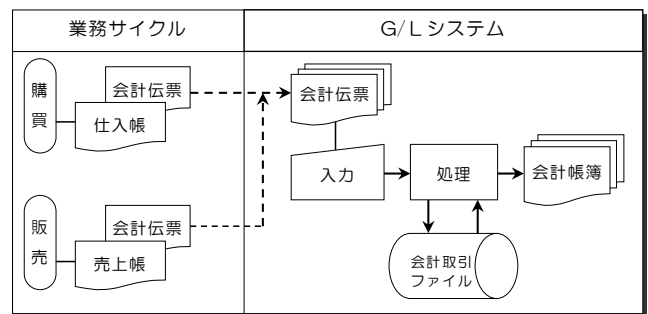 業務サイクル
G/Lシステム
購
買
会計伝票
仕入帳
会計伝票
入力
処理
会計帳簿
販
売
会計伝票
売上帳
会計取引
ファイル